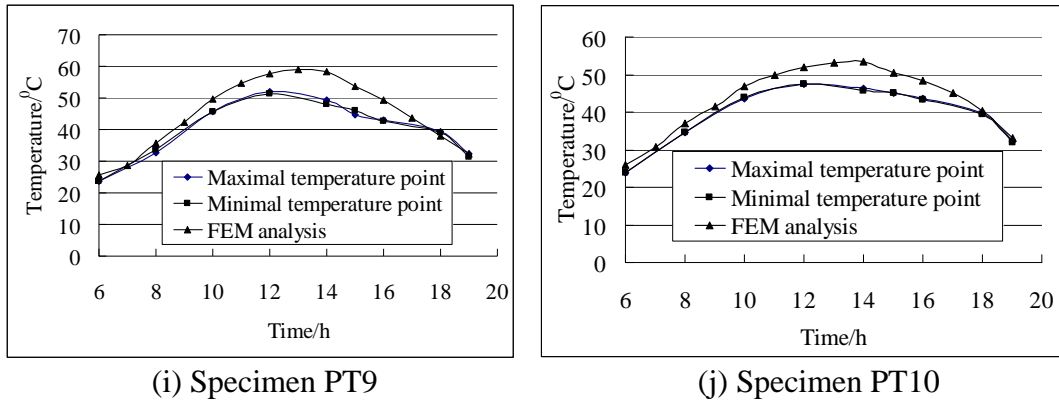 70
60
50
40
30
20
10
0
Temperature/⁰C
Maximal temperature point
Minimal temperature point
FEM analysis
6 8 10 12 14 16 18 20
Time/h
(i) Specimen PT9
60
50
40
30
20
10
0
Temperature/⁰C
Maximal temperature point
Minimal temperature point
FEM analysis
6 8 10 12 14 16 18 20
Time/h
(j) Specimen PT10